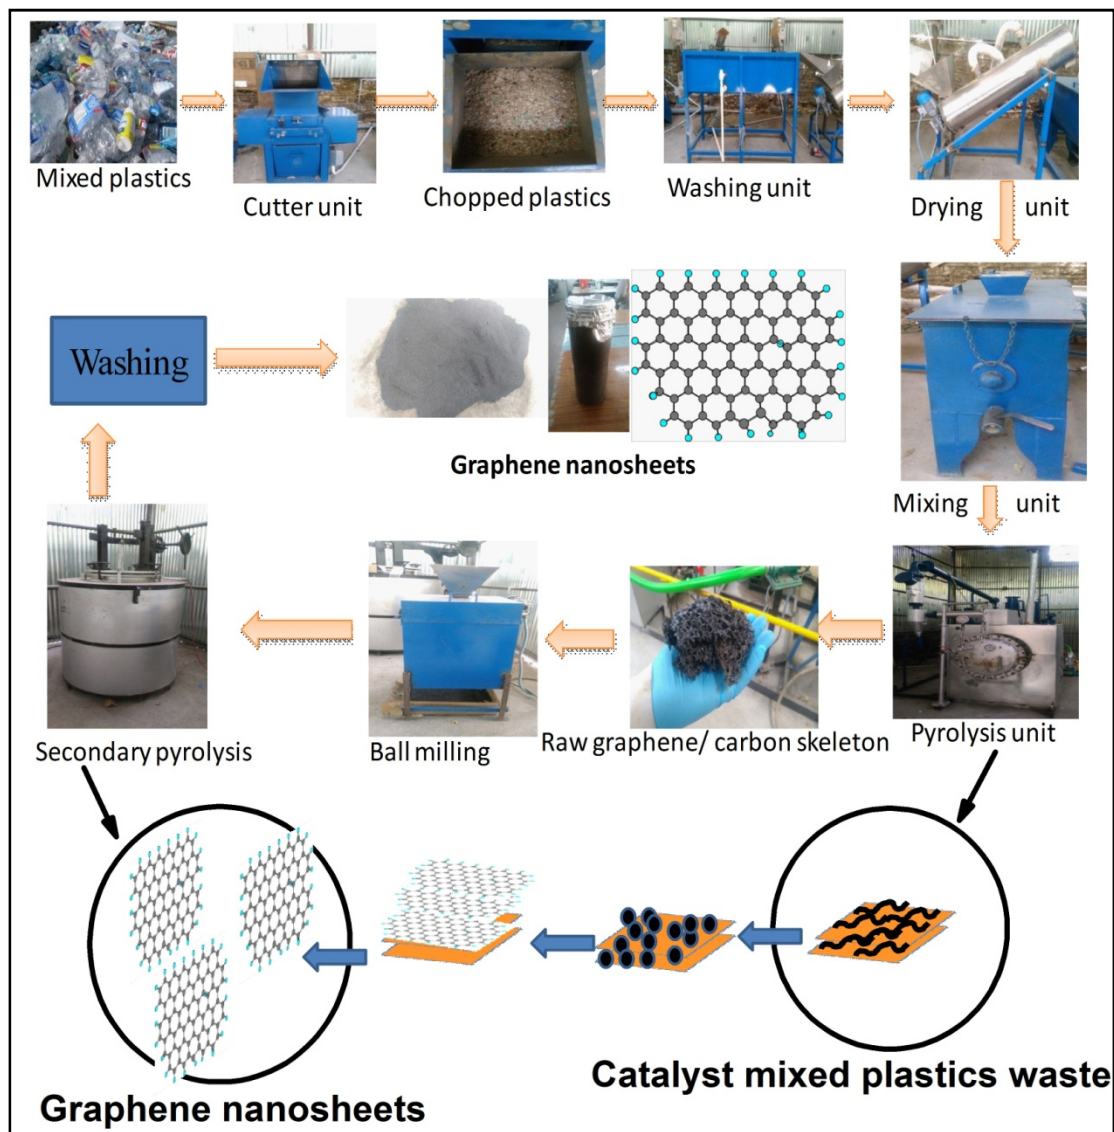 Mixed plastics
Cutter unit
Chopped plastics
Washing unit
Drying unit
Washing
Graphene nanosheets
Mixing unit
Secondary pyrolysis
Ball milling
Raw graphene/ carbon skeleton
Pyrolysis unit
Graphene nanosheets
Catalyst mixed plastics waste